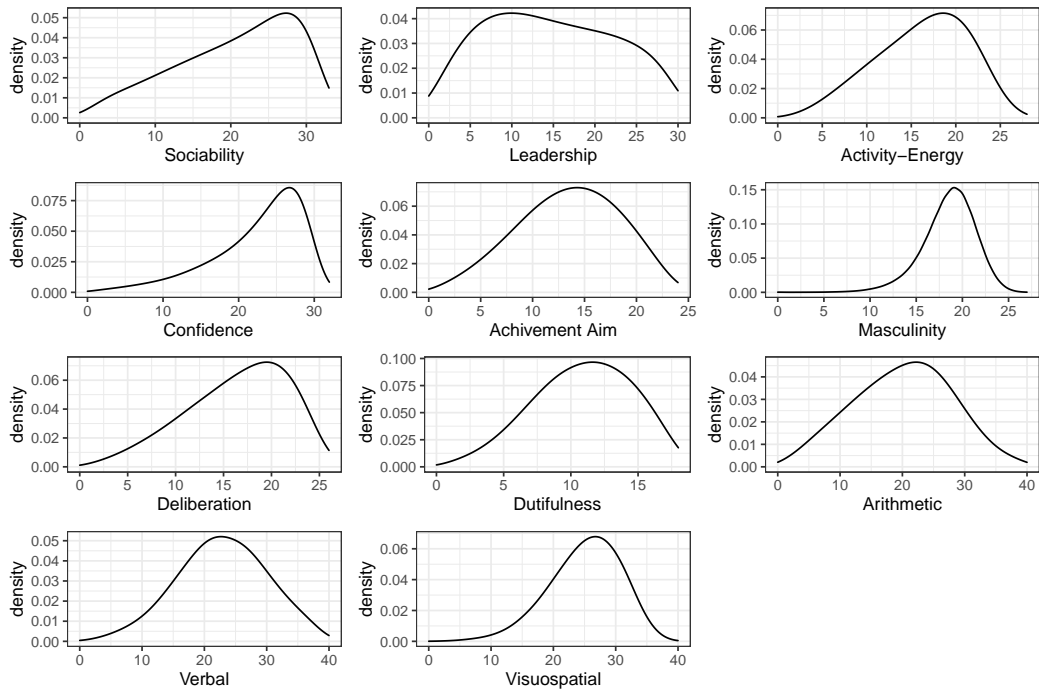 density
0.05
0.04
0.03
0.02
0.01
0.00
0 10 20 30
Sociability
density
0.04
0.03
0.02
0.01
0.00
0 5 10 15 20 25 30
Leadership
density
0.06
0.04
0.02
0.00
0 5 10 15 20 25
Activity−Energy
density
0.075
0.050
0.025
0.000
0 10 20 30
Confidence
density
0.06
0.04
0.02
0.00
0 5 10 15 20 25
Achivement Aim
density
0.15
0.10
0.05
0.00
0 5 10 15 20 25
Masculinity
density
0.06
0.04
0.02
0.00
0 5 10 15 20 25
Deliberation
density
0.100
0.075
0.050
0.025
0.000
0 5 10 15
Dutifulness
density
0.04
0.03
0.02
0.01
0.00
0 10 20 30 40
Arithmetic
density
0.05
0.04
0.03
0.02
0.01
0.00
0 10 20 30 40
Verbal
density
0.06
0.04
0.02
0.00
0 10 20 30 40
Visuospatial